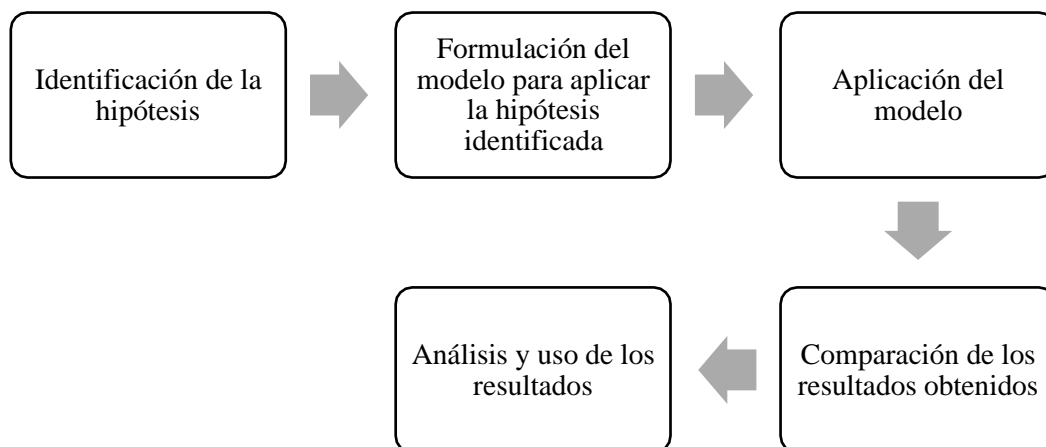 Identificación de la
hipótesis
Formulación del
modelo para aplicar
la hipótesis
identificada
Aplicación del
modelo
Comparación de los
resultados obtenidos
Análisis y uso de los
resultados